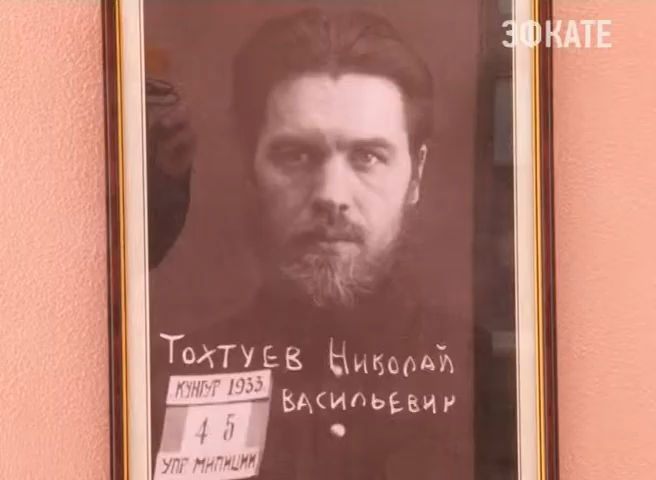 ЭФКАТЕ
ТОХТУЕВ НИКОЛАЙ
ВАСИЛЬЕВИЧ
КУНГУР 1933
4 5
УПР МИЛИЦИИ